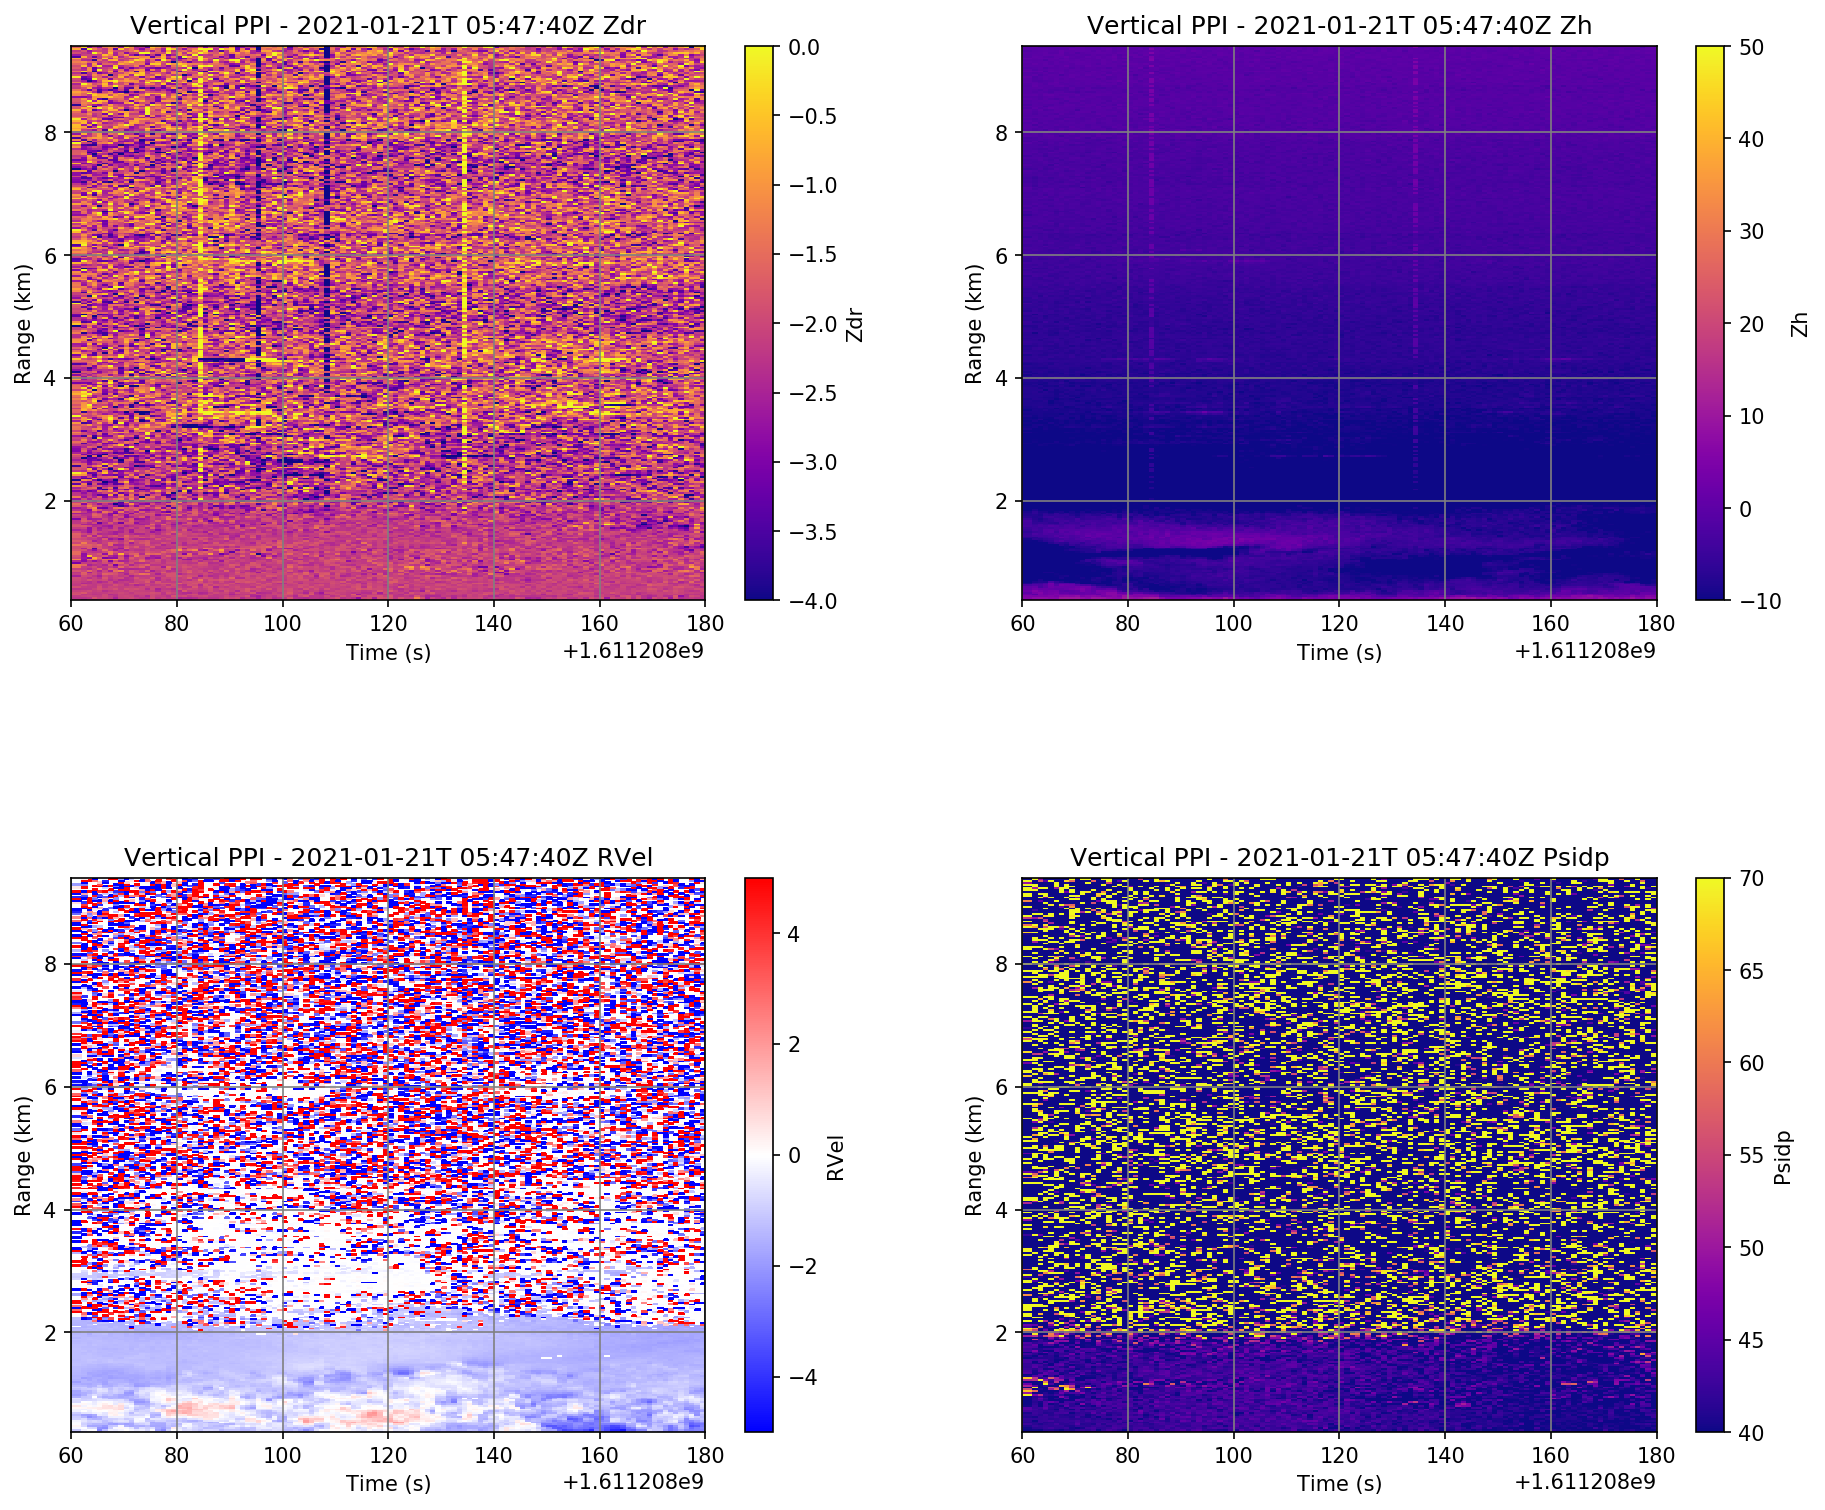 Vertical PPI - 2021-01-21T 05:47:40Z Zdr
Range (km)
8
6
4
2
60 80 100 120 140 160 180
Time (s)
+1.611208e9
0.0
−0.5
−1.0
−1.5
−2.0
−2.5
−3.0
−3.5
−4.0
Zdr
Vertical PPI - 2021-01-21T 05:47:40Z Zh
Range (km)
8
6
4
2
60 80 100 120 140 160 180
Time (s)
+1.611208e9
50
40
30
20
10
0
−10
Zh
Vertical PPI - 2021-01-21T 05:47:40Z RVel
Range (km)
8
6
4
2
60 80 100 120 140 160 180
Time (s)
+1.611208e9
4
2
0
−2
−4
RVel
Vertical PPI - 2021-01-21T 05:47:40Z Psidp
Range (km)
8
6
4
2
60 80 100 120 140 160 180
Time (s)
+1.611208e9
70
65
60
55
50
45
40
Psidp